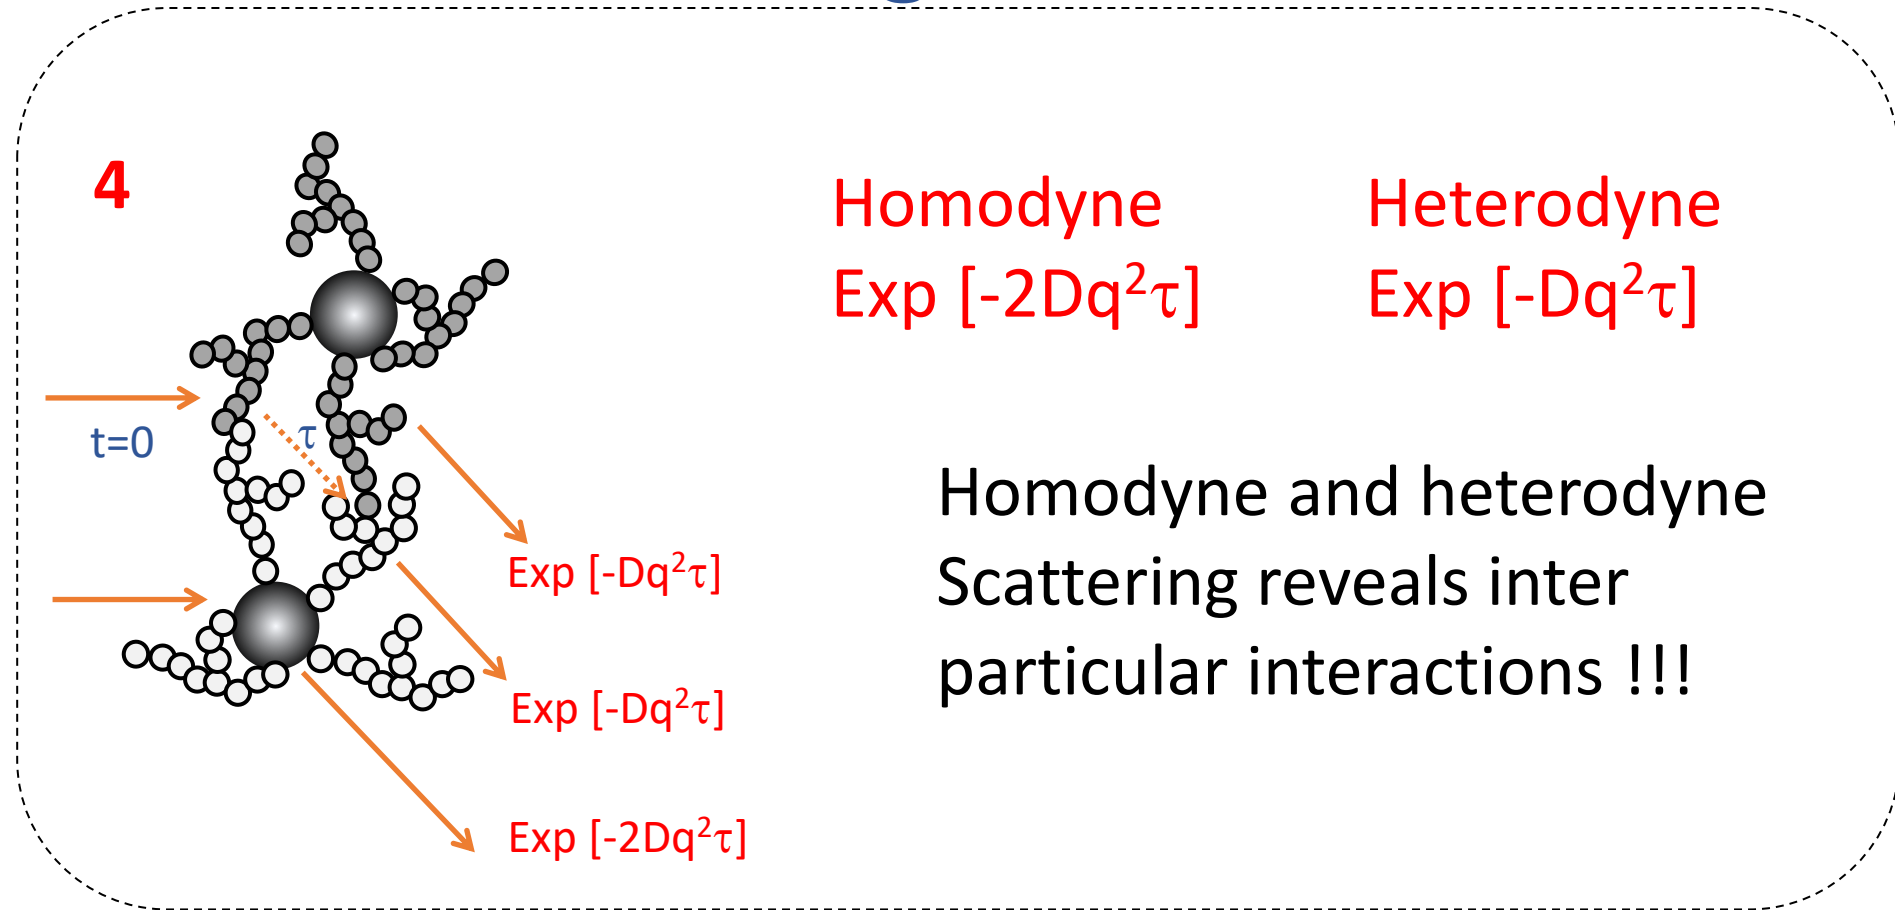 4
Homodyne
Exp [-2Dq²τ]
Heterodyne
Exp [-Dq²τ]
t=0
τ
Homodyne and heterodyne
Scattering reveals inter
particular interactions !!!
Exp [-Dq²τ]
Exp [-Dq²τ]
Exp [-2Dq²τ]